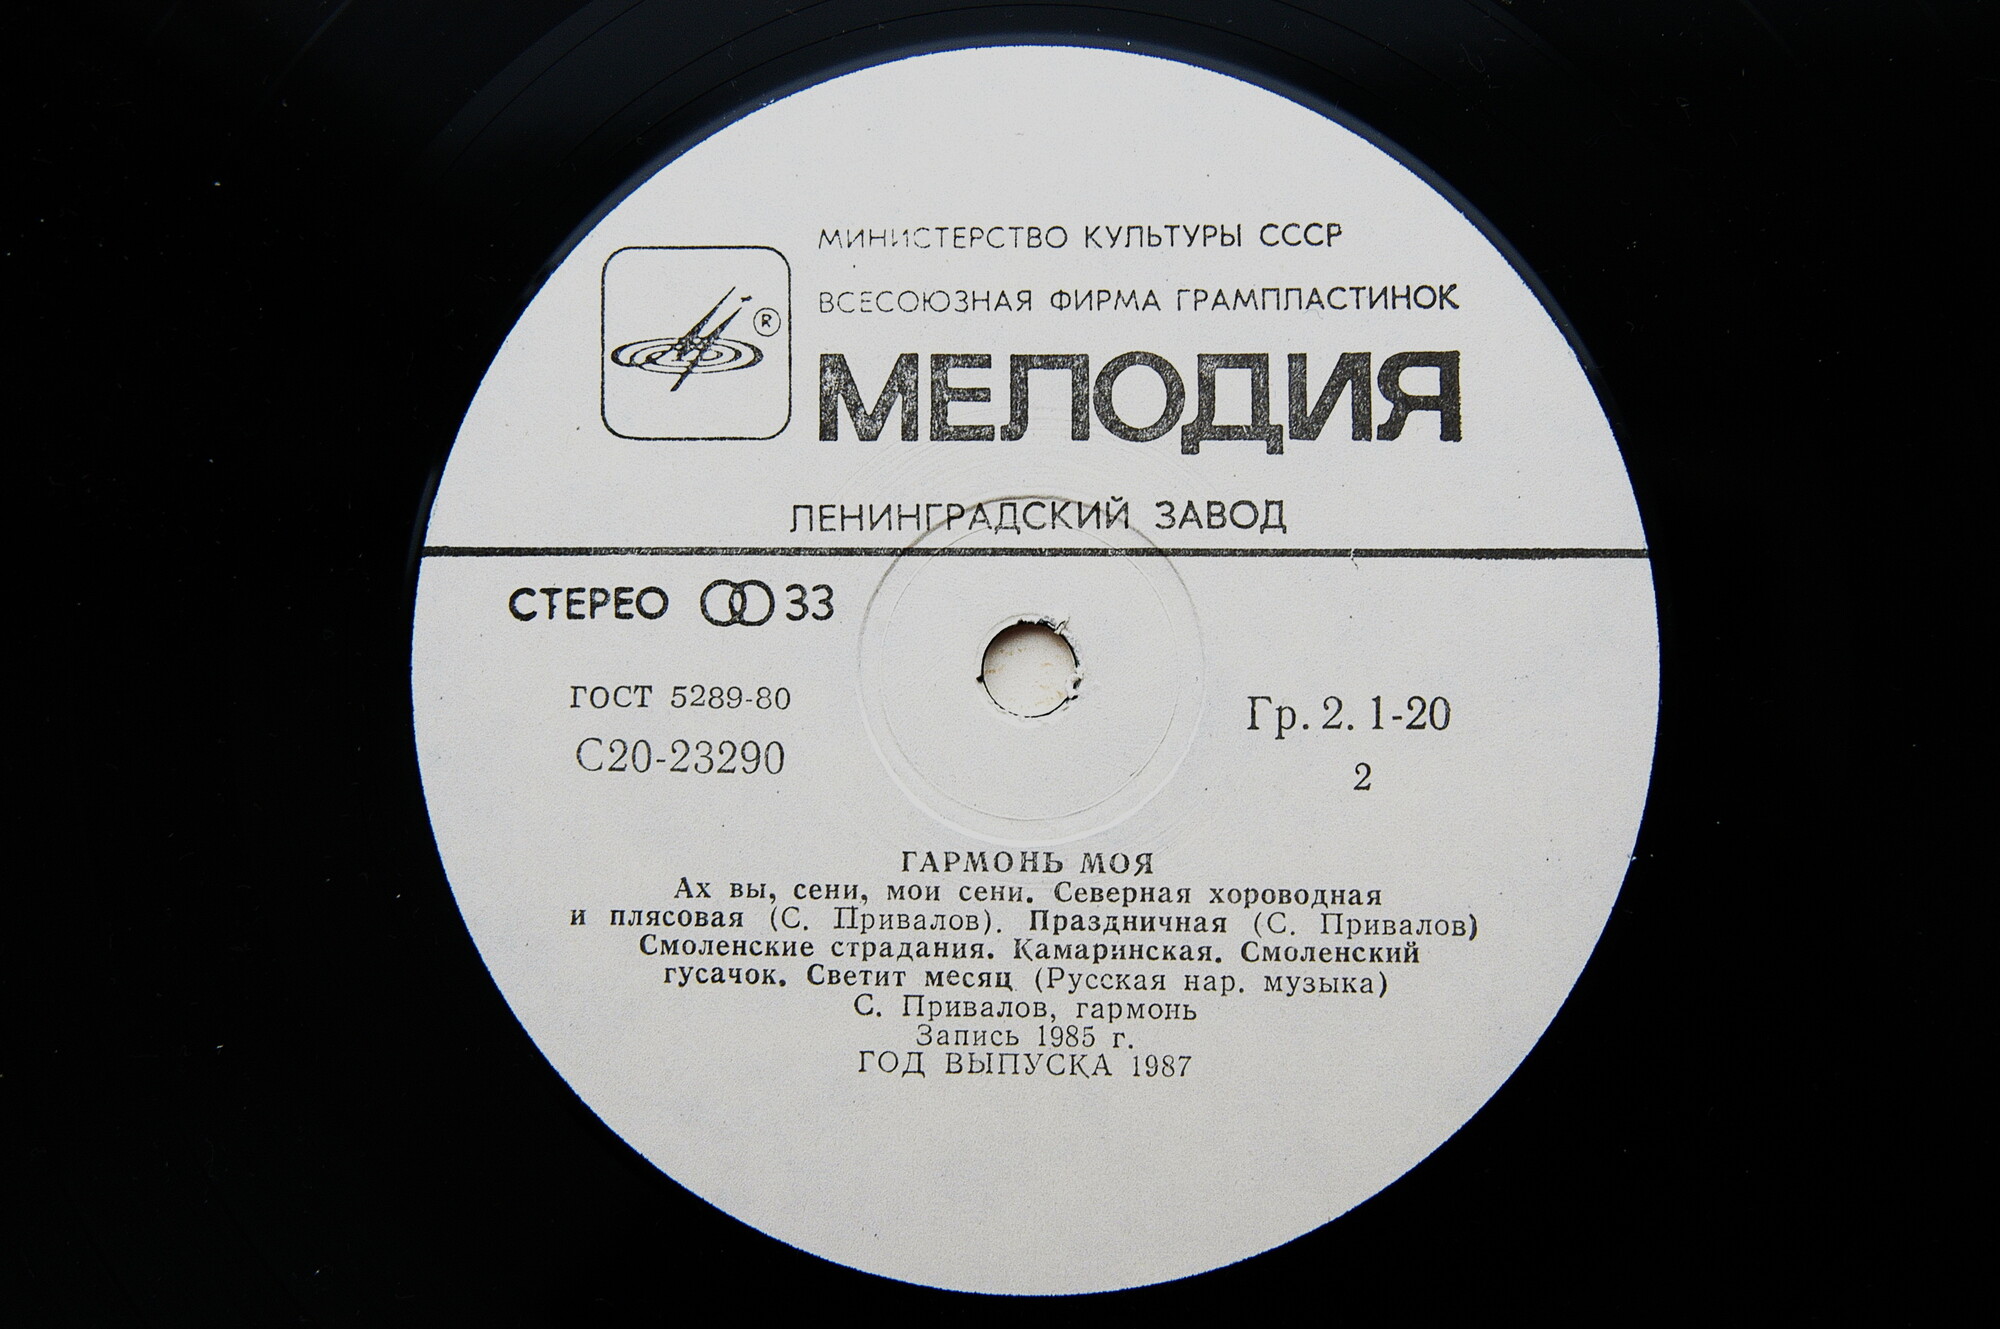 МИНИСТЕРСТВО КУЛЬТУРЫ СССР
ВСЕСОЮЗНАЯ ФИРМА ГРАМПЛАСТИНОК
®
МЕЛОДИЯ
ЛЕНИНГРАДСКИЙ ЗАВОД
СТЕРЕО 33
ГОСТ 5289-80
С20-23290
Гр. 2. 1-20
2
ГАРМОНЬ МОЯ
Ах вы, сени, мои сени. Северная хороводная
и плясовая (С. Привалов). Праздничная (С. Привалов)
Смоленские страдания. Камаринская. Смоленский
гусачок. Светит месяц (Русская нар. музыка)
С. Привалов, гармонь
Запись 1985 г.
ГОД ВЫПУСКА 1987